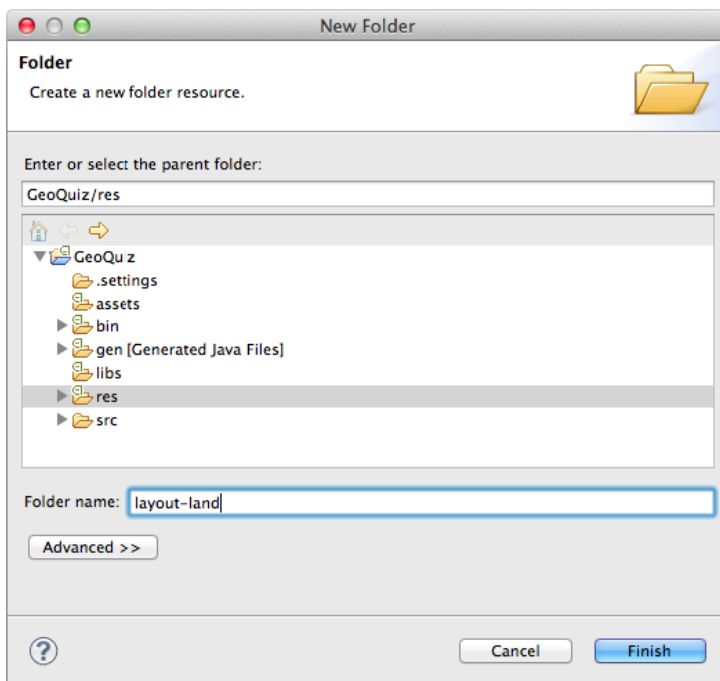 New Folder
Folder
Create a new folder resource.
Enter or select the parent folder:
GeoQuiz/res
GeoQuiz
.settings
assets
bin
gen [Generated Java Files]
libs
res
src
Folder name: layout-land
Advanced >>
? Cancel Finish